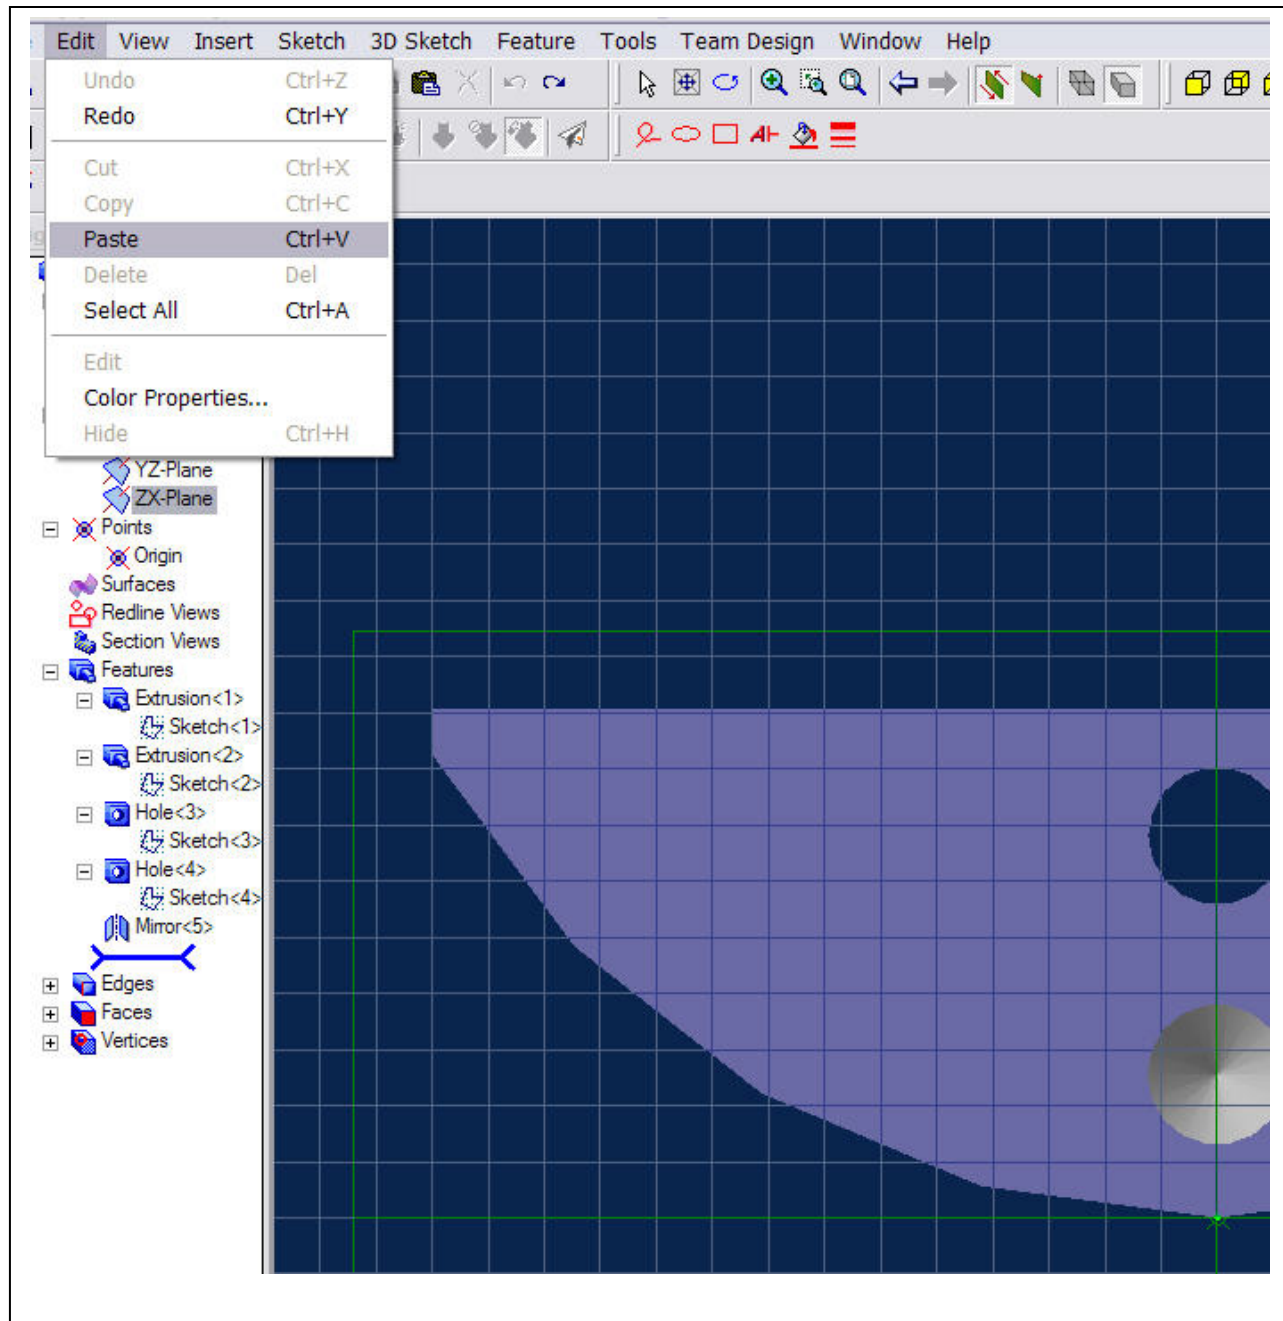 Edit View Insert Sketch 3D Sketch Feature Tools Team Design Window Help
Undo Ctrl+Z
Redo Ctrl+Y
Cut Ctrl+X
Copy Ctrl+C
Paste Ctrl+V
Delete Del
Select All Ctrl+A
Edit
Color Properties...
Hide Ctrl+H
YZ-Plane
ZX-Plane
Points
Origin
Surfaces
Redline Views
Section Views
Features
Extrusion<1>
Sketch<1>
Extrusion<2>
Sketch<2>
Hole<3>
Sketch<3>
Hole<4>
Sketch<4>
Mirror<5>
Edges
Faces
Vertices